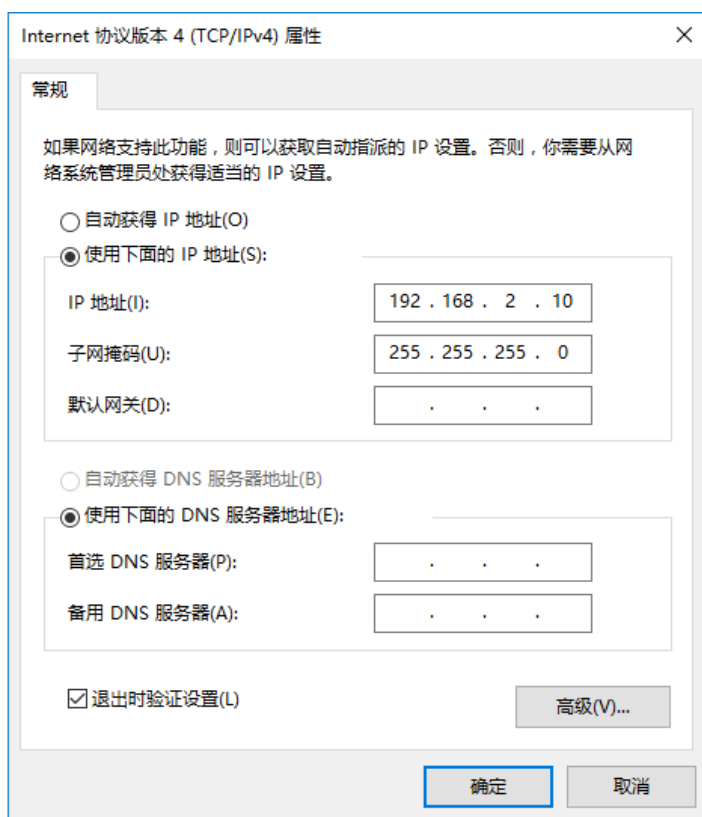 Internet 协议版本 4 (TCP/IPv4) 属性
常规
如果网络支持此功能，则可以获取自动指派的 IP 设置。否则，你需要从网
络系统管理员处获得适当的 IP 设置。
自动获得 IP 地址(O)
使用下面的 IP 地址(S):
IP 地址(I): 192 . 168 . 2 . 10
子网掩码(U): 255 . 255 . 255 . 0
默认网关(D): . . .
自动获得 DNS 服务器地址(B)
使用下面的 DNS 服务器地址(E):
首选 DNS 服务器(P): . . .
备用 DNS 服务器(A): . . .
退出时验证设置(L)
高级(V)...
确定 取消